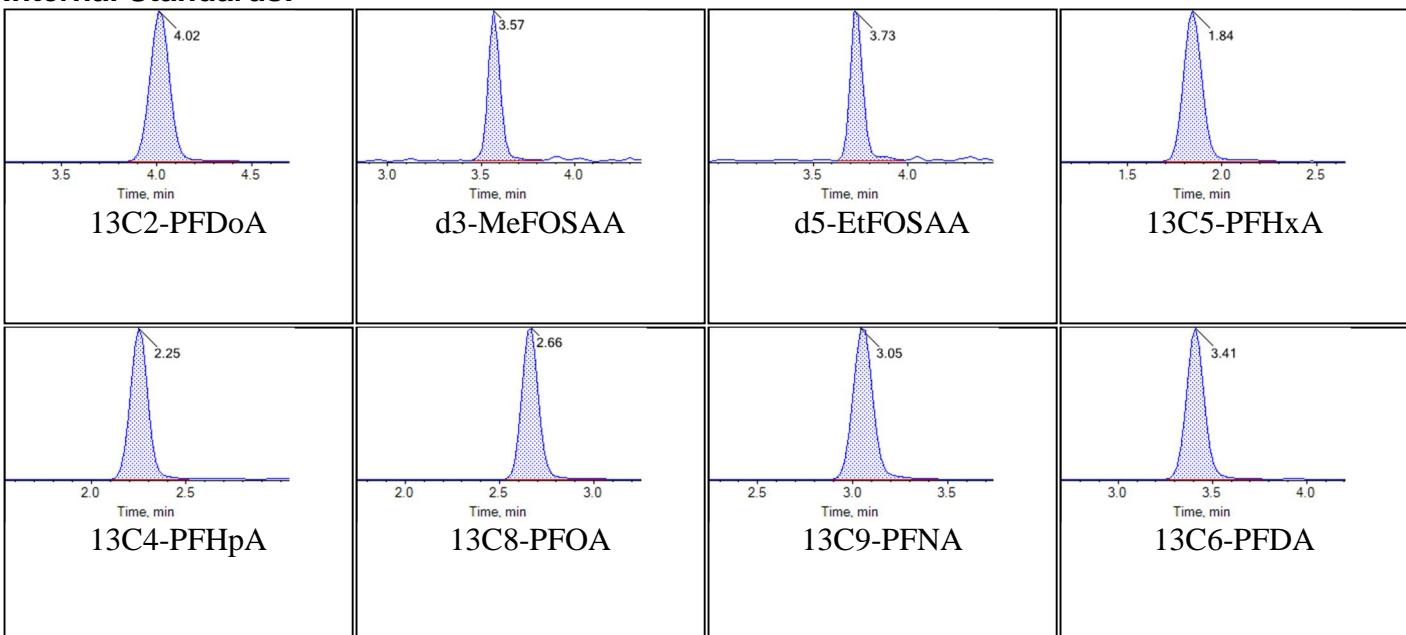 Internal Standards:
4.02
3.5 4.0 4.5
Time, min
13C2-PFDoA
3.57
3.0 3.5 4.0
Time, min
d3-MeFOSAA
3.73
3.5 4.0
Time, min
d5-EtFOSAA
1.84
1.5 2.0 2.5
Time, min
13C5-PFHxA
2.25
2.0 2.5
Time, min
13C4-PFHpA
2.66
2.0 2.5 3.0
Time, min
13C8-PFOA
3.05
2.5 3.0 3.5
Time, min
13C9-PFNA
3.41
3.0 3.5 4.0
Time, min
13C6-PFDA